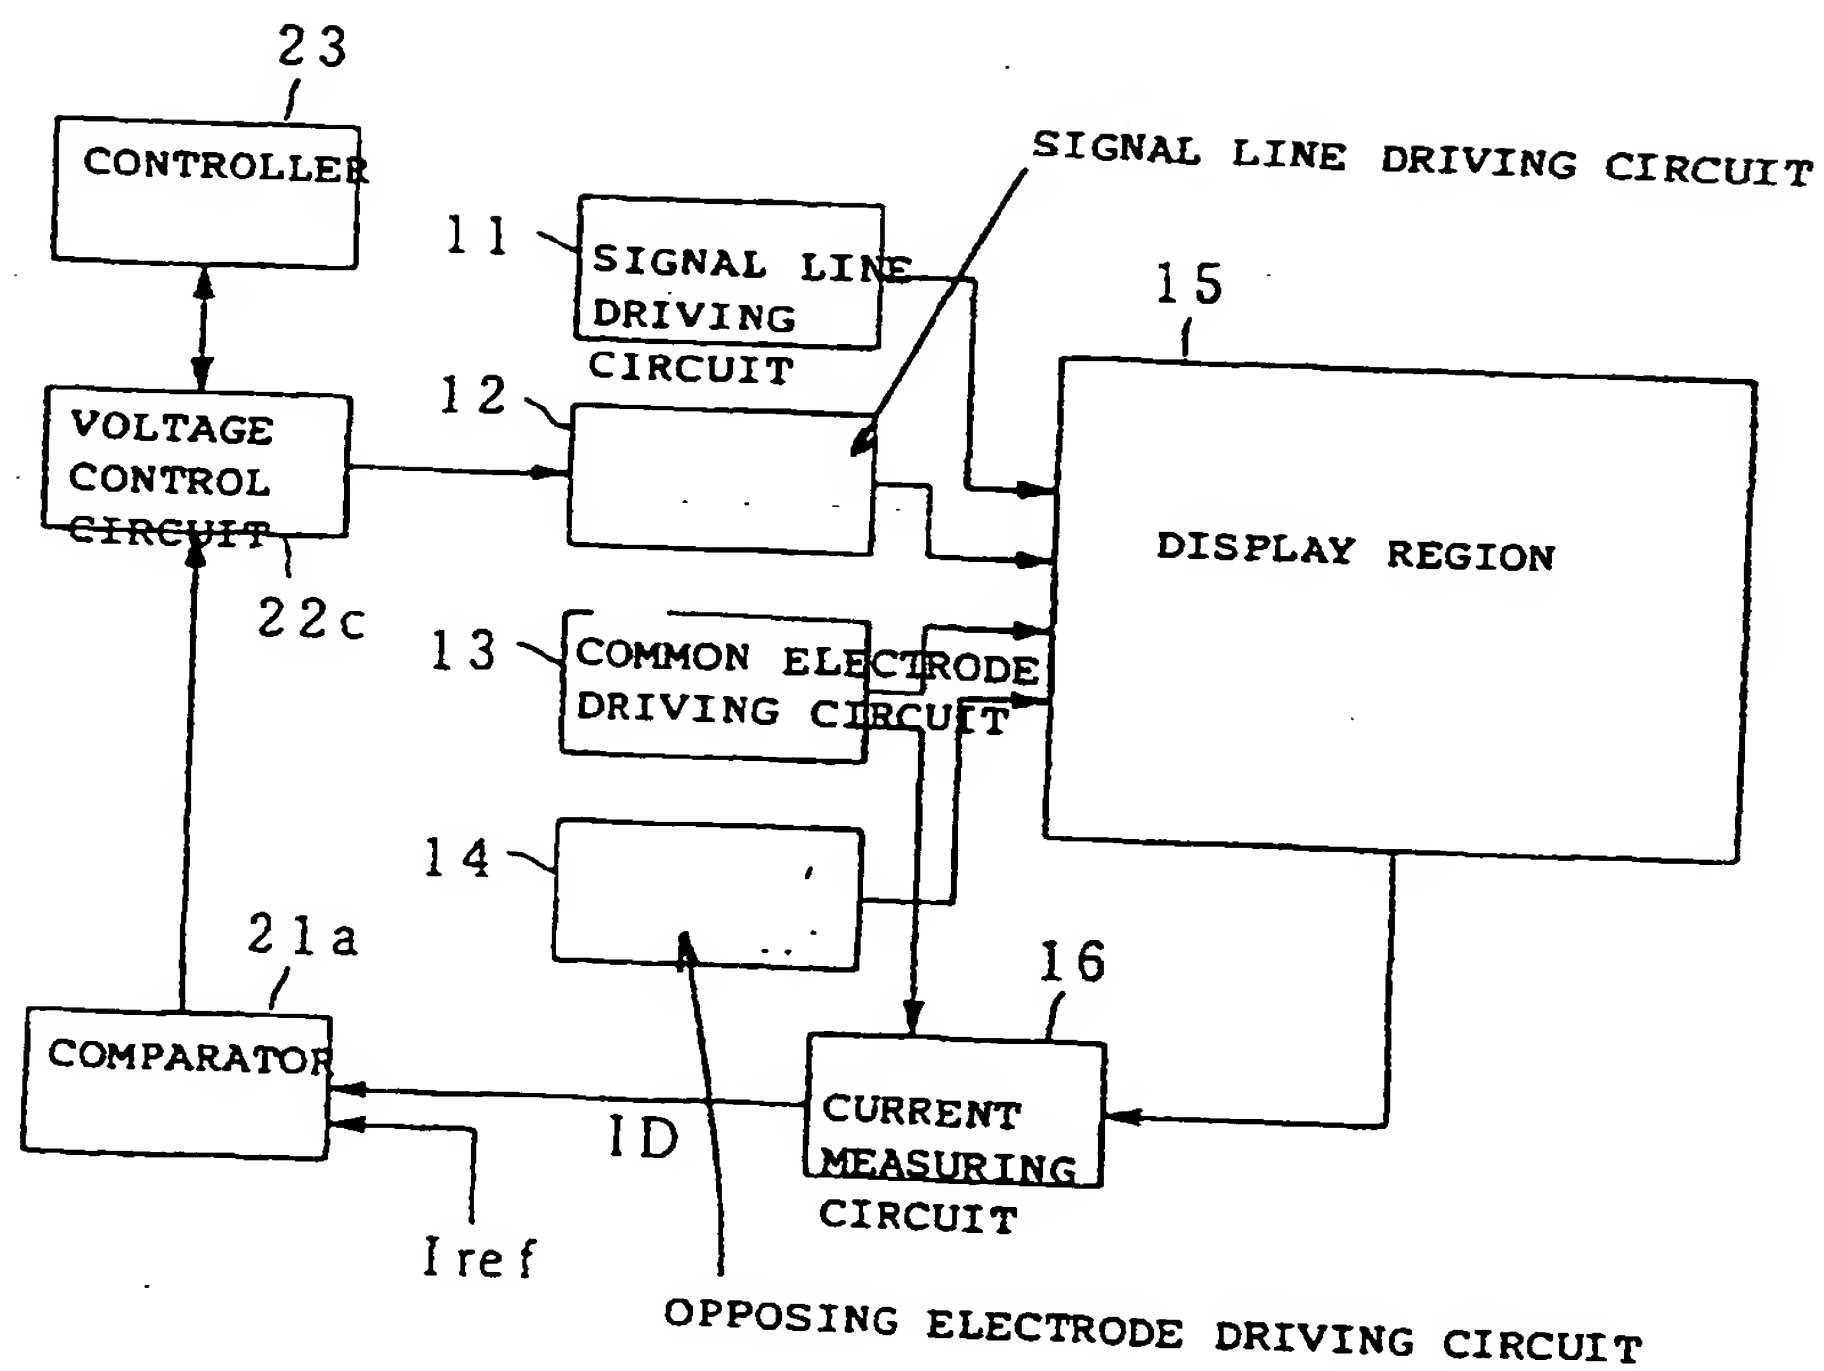 23
CONTROLLER
SIGNAL LINE DRIVING CIRCUIT
11
SIGNAL LINE
DRIVING
CIRCUIT
15
12
VOLTAGE
CONTROL
CIRCUIT
22c
DISPLAY REGION
13
COMMON ELECTRODE
DRIVING CIRCUIT
14
21a
16
COMPARATOR
CURRENT
MEASURING
CIRCUIT
ID
Iref
OPPOSING ELECTRODE DRIVING CIRCUIT